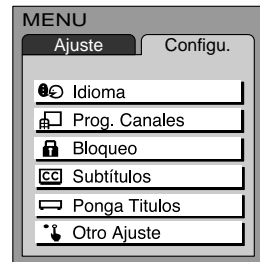 MENU
Ajuste
Configu.
Idioma
Prog. Canales
Bloqueo
CC Subtítulos
Ponga Titulos
Otro Ajuste